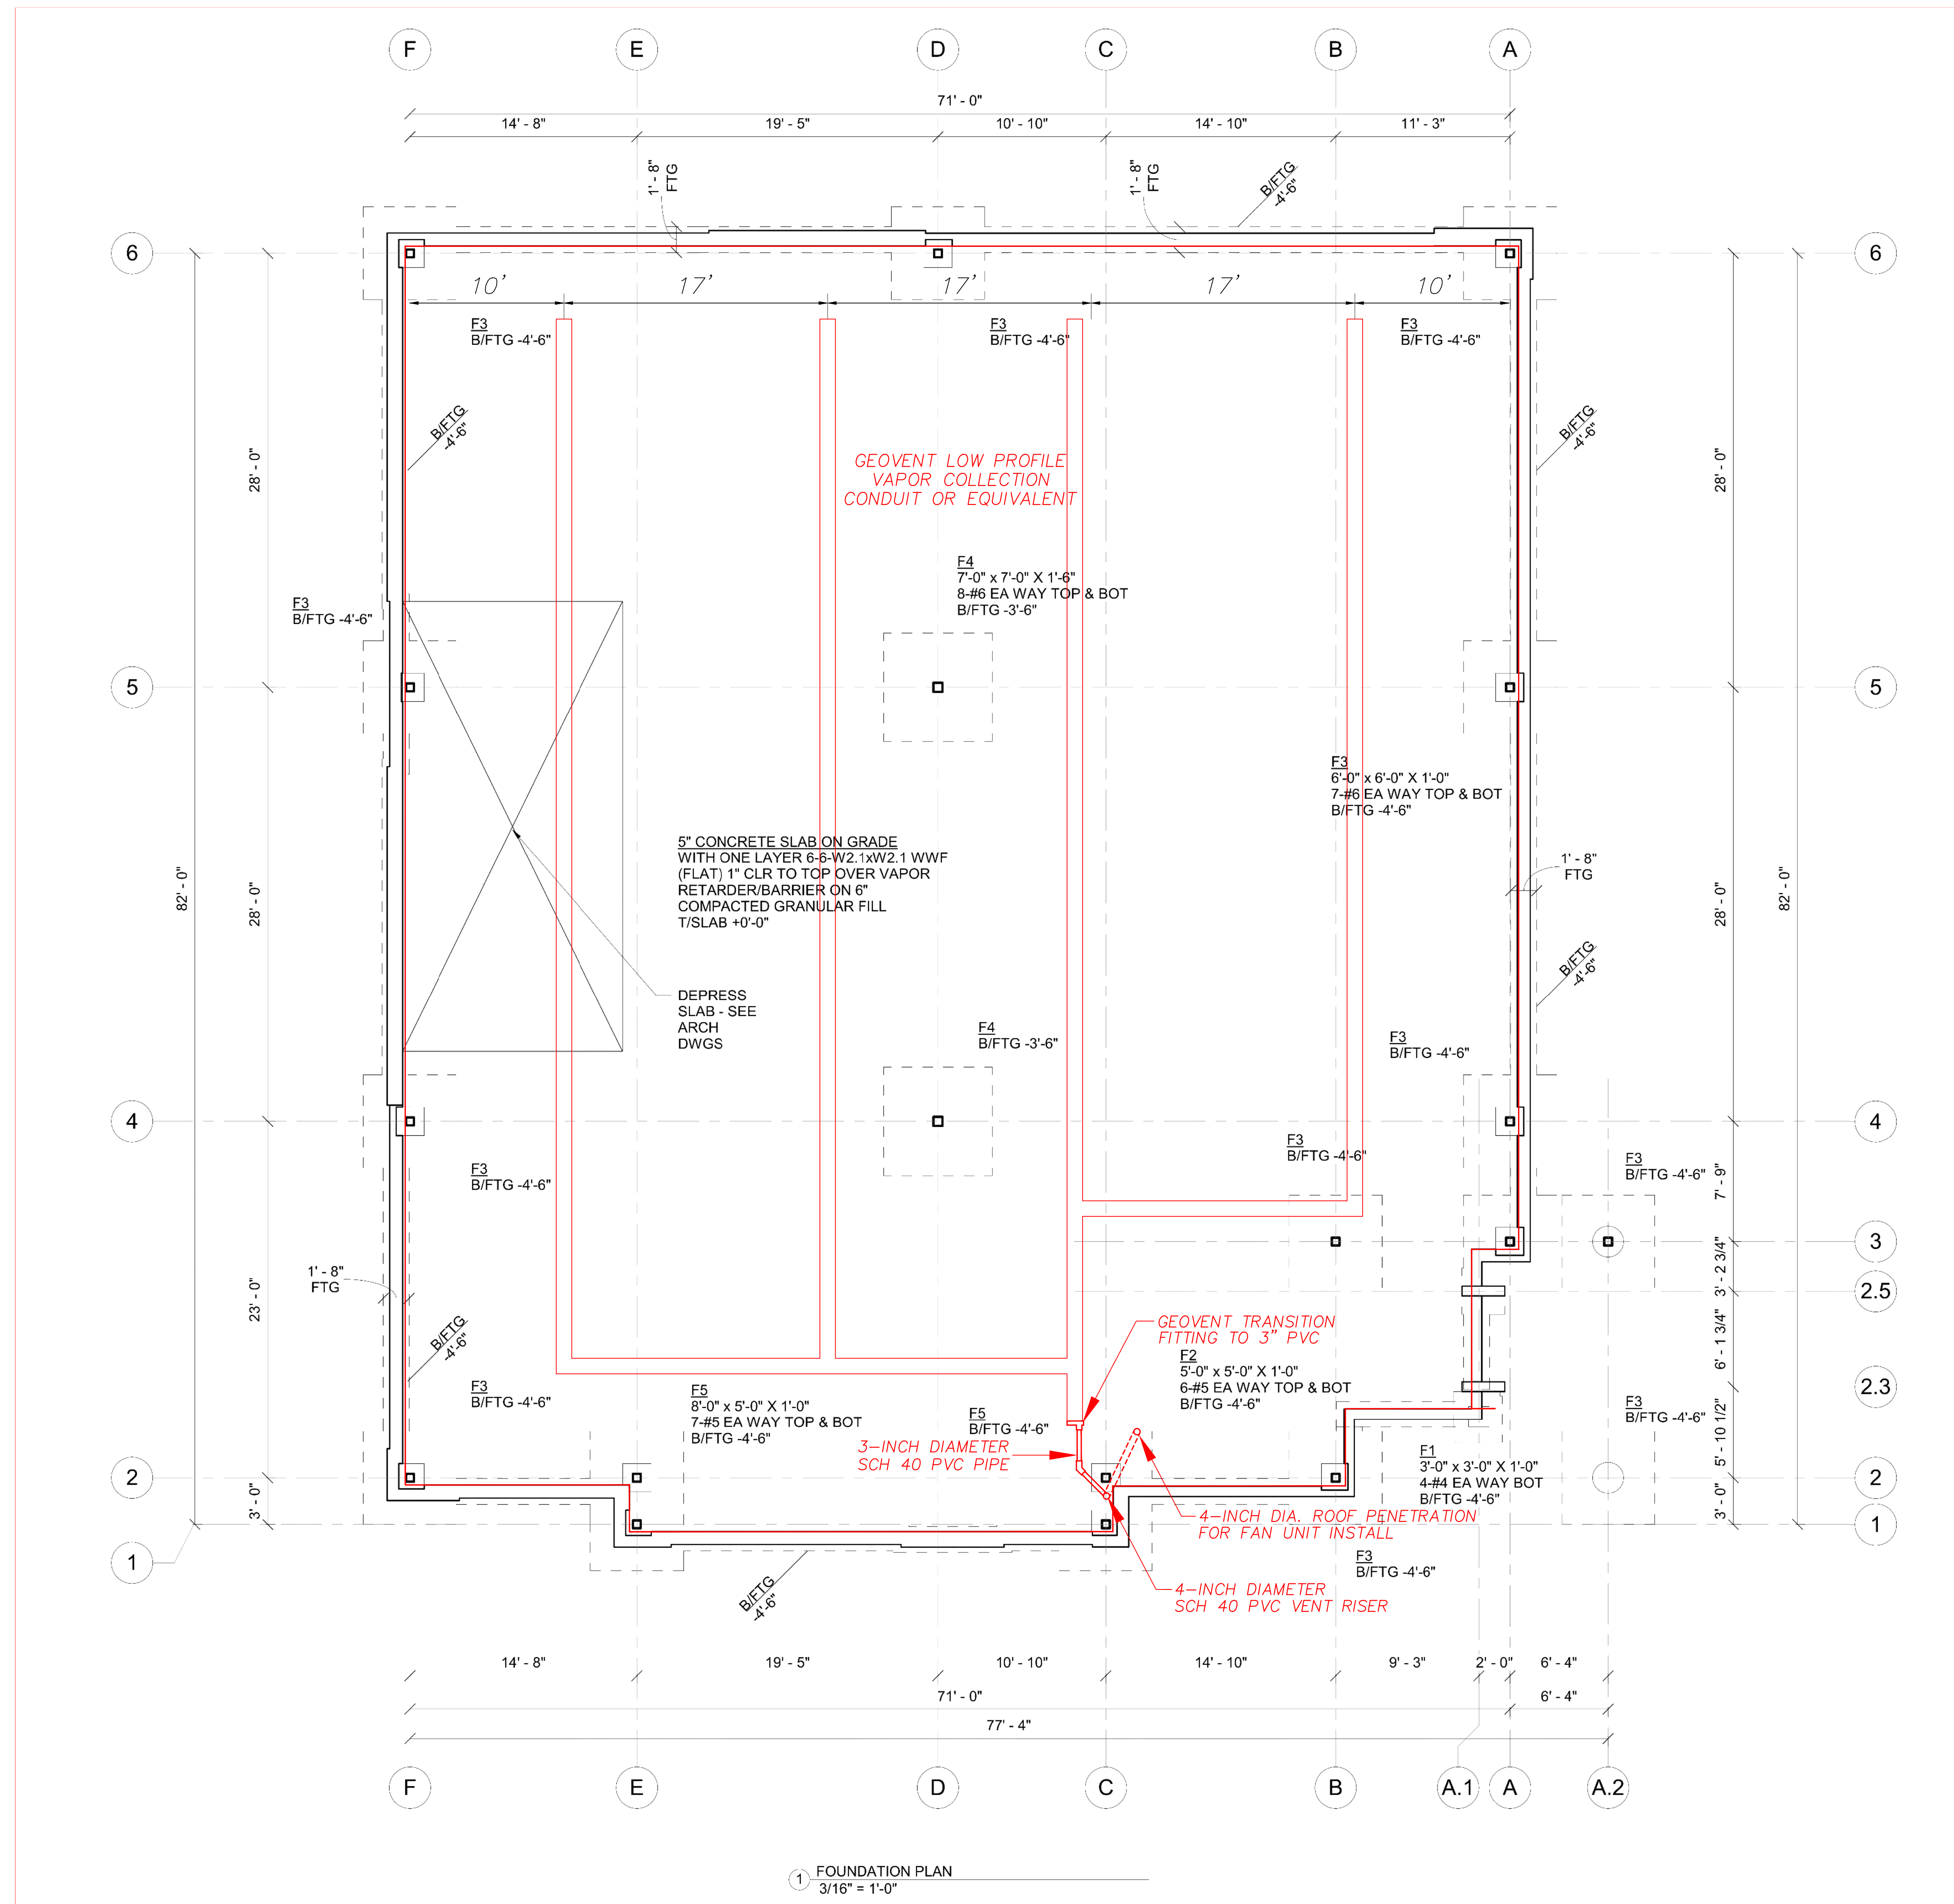 F
E
D
C
B
A
71' - 0"
14' - 8"
19' - 5"
10' - 10"
14' - 10"
11' - 3"
1' - 8"
FTG
1' - 8"
FTG
B/FTG
-4'-6"
6
6
10'
17'
17'
17'
10'
F3
B/FTG -4'-6"
F3
B/FTG -4'-6"
F3
B/FTG -4'-6"
B/FTG
-4'-6"
B/FTG
-4'-6"
28' - 0"
28' - 0"
GEOVENT LOW PROFILE
VAPOR COLLECTION
CONDUIT OR EQUIVALENT
F4
7'-0" x 7'-0" X 1'-6"
8-#6 EA WAY TOP & BOT
B/FTG -3'-6"
F3
B/FTG -4'-6"
5
5
F3
6'-0" x 6'-0" X 1'-0"
7-#6 EA WAY TOP & BOT
B/FTG -4'-6"
5" CONCRETE SLAB ON GRADE
WITH ONE LAYER 6-6-W2.1xW2.1 WWF
(FLAT) 1" CLR TO TOP OVER VAPOR
RETARDER/BARRIER ON 6"
COMPACTED GRANULAR FILL
T/SLAB +0'-0"
1' - 8"
FTG
82' - 0"
28' - 0"
28' - 0"
82' - 0"
B/FTG
-4'-6"
DEPRESS
SLAB - SEE
ARCH
DWGS
F4
B/FTG -3'-6"
F3
B/FTG -4'-6"
4
4
F3
B/FTG -4'-6"
F3
B/FTG -4'-6"
F3
B/FTG -4'-6"
7' - 9"
3
3' - 2 3/4"
2.5
1' - 8"
FTG
23' - 0"
B/FTG
-4'-6"
GEOVENT TRANSITION
FITTING TO 3" PVC
6' - 1 3/4"
F2
5'-0" x 5'-0" X 1'-0"
6-#5 EA WAY TOP & BOT
B/FTG -4'-6"
2.3
F3
B/FTG -4'-6"
F5
8'-0" x 5'-0" X 1'-0"
7-#5 EA WAY TOP & BOT
B/FTG -4'-6"
F5
B/FTG -4'-6"
F3
B/FTG -4'-6"
5' - 10 1/2"
3-INCH DIAMETER
SCH 40 PVC PIPE
F1
3'-0" x 3'-0" X 1'-0"
4-#4 EA WAY BOT
B/FTG -4'-6"
2
2
3' - 0"
3' - 0"
4-INCH DIA. ROOF PENETRATION
FOR FAN UNIT INSTALL
1
1
F3
B/FTG -4'-6"
B/FTG
-4'-6"
4-INCH DIAMETER
SCH 40 PVC VENT RISER
14' - 8"
19' - 5"
10' - 10"
14' - 10"
9' - 3"
2' - 0"
6' - 4"
71' - 0"
6' - 4"
77' - 4"
F
E
D
C
B
A.1
A
A.2
1
FOUNDATION PLAN
3/16" = 1'-0"